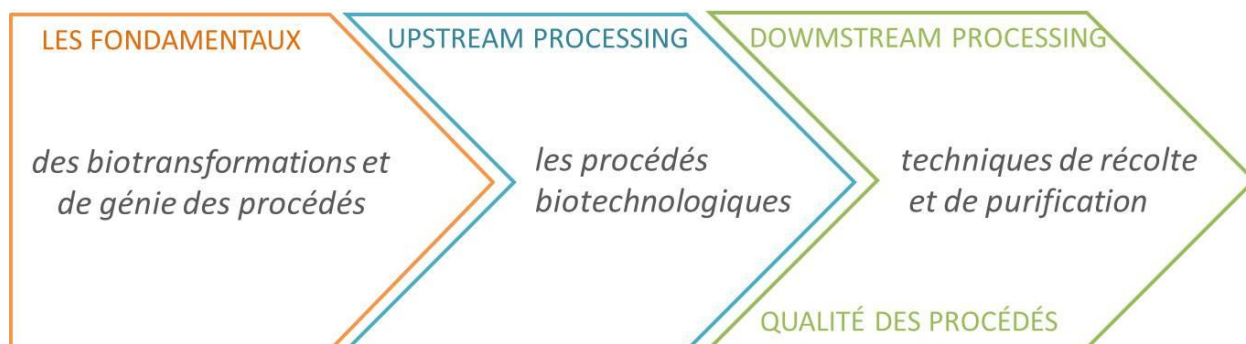 LES FONDAMENTAUX
des biotransformations et
de génie des procédés
UPSTREAM PROCESSING
les procédés
biotechnologiques
DOWMSTREAM PROCESSING
techniques de récolte
et de purification
QUALITÉ DES PROCÉDÉS